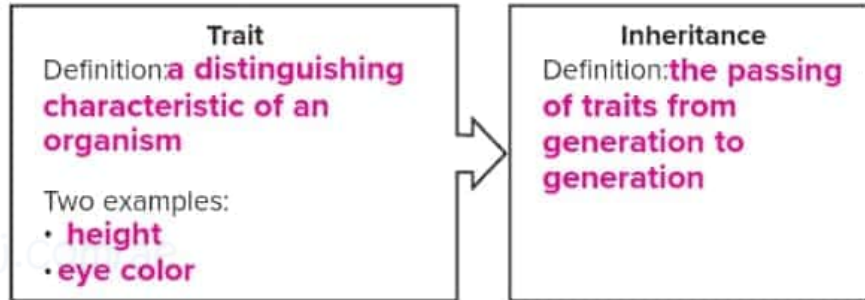 Trait
Definition:a distinguishing
characteristic of an
organism
Two examples:
• height
• eye color
Inheritance
Definition:the passing
of traits from
generation to
generation